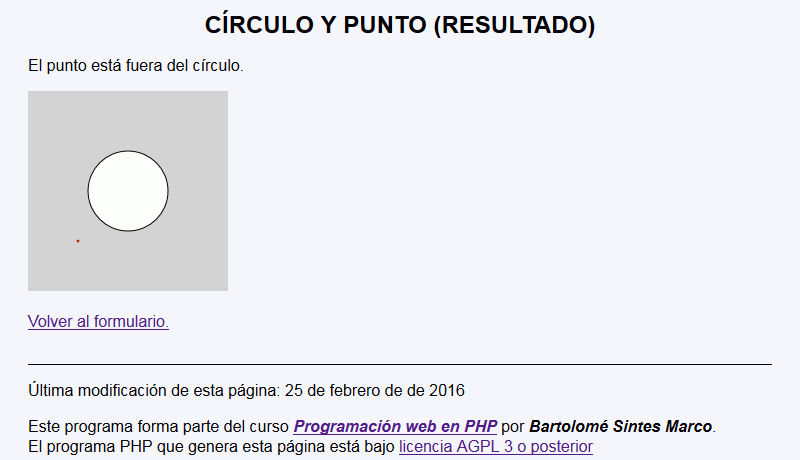 CÍRCULO Y PUNTO (RESULTADO)
El punto está fuera del círculo.
Volver al formulario.
Última modificación de esta página: 25 de febrero de de 2016
Este programa forma parte del curso Programación web en PHP por Bartolomé Sintes Marco.
El programa PHP que genera esta página está bajo licencia AGPL 3 o posterior